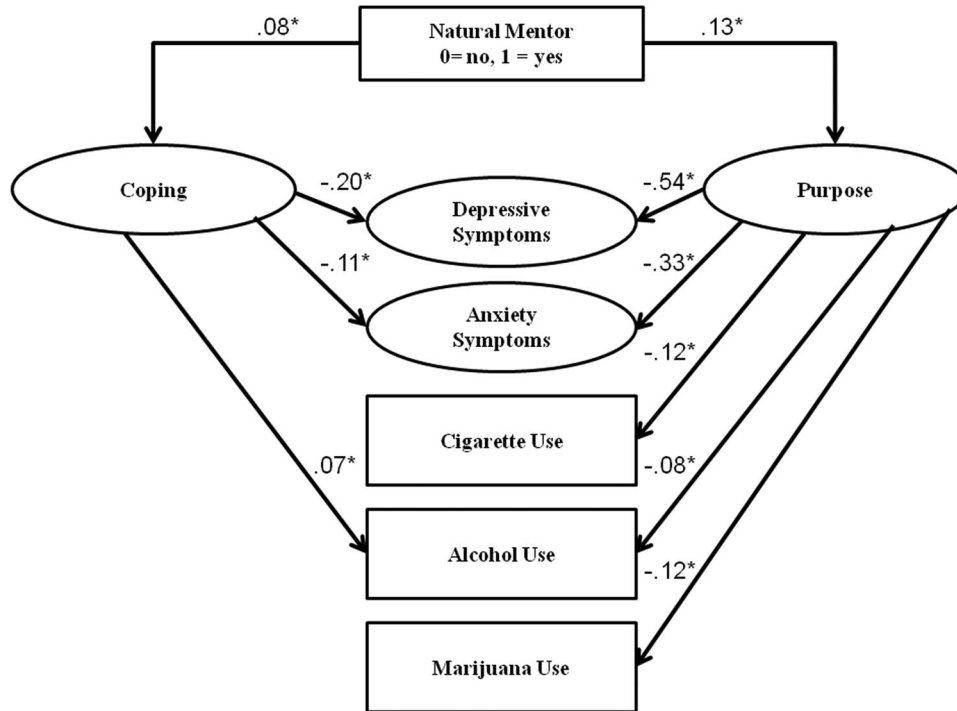 .08*
Natural Mentor
0= no, 1 = yes
.13*
Coping
-.20*
Depressive
Symptoms
-.54*
Purpose
-.11*
Anxiety
Symptoms
-.33*
-.12*
Cigarette Use
.07*
-.08*
Alcohol Use
-.12*
Marijuana Use